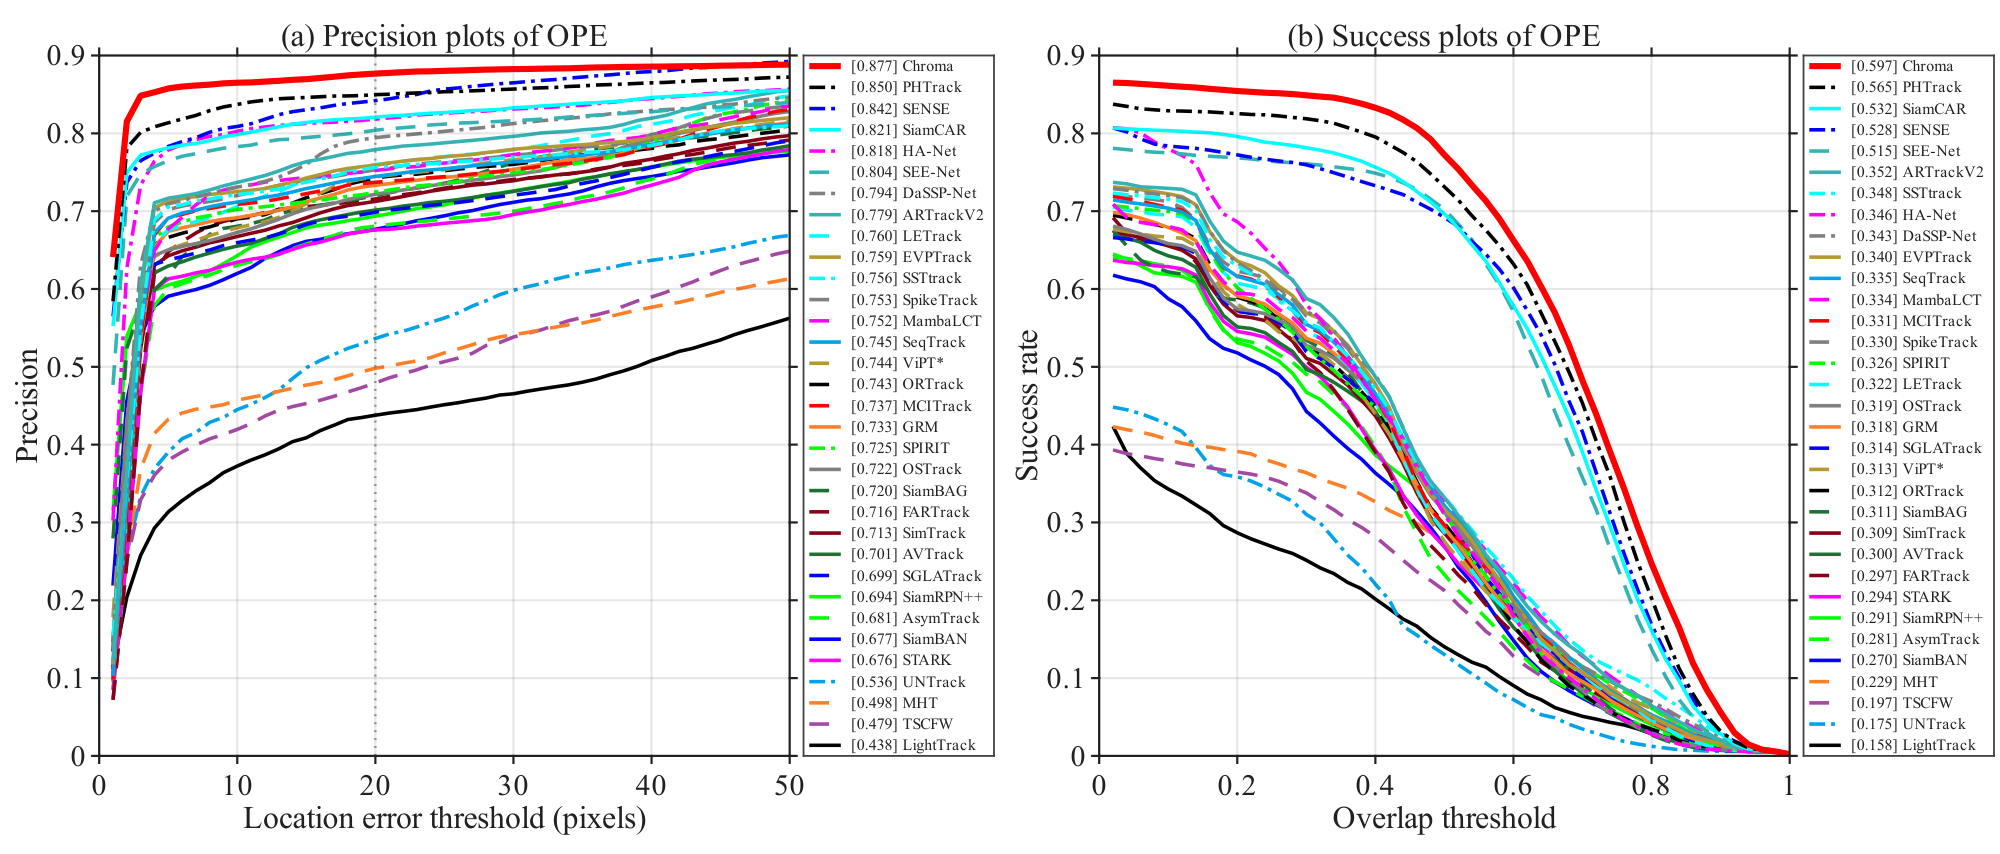 (a) Precision plots of OPE
Precision
0.9
0.8
0.7
0.6
0.5
0.4
0.3
0.2
0.1
0
0 10 20 30 40 50
Location error threshold (pixels)
[0.877] Chroma
[0.850] PHTrack
[0.842] SENSE
[0.821] SiamCAR
[0.818] HA-Net
[0.804] SEE-Net
[0.794] DaSSP-Net
[0.779] ARTrackV2
[0.760] LETrack
[0.759] EVPTrack
[0.756] SSTtrack
[0.753] SpikeTrack
[0.752] MambaLCT
[0.745] SeqTrack
[0.744] ViPT*
[0.743] ORTrack
[0.737] MCITrack
[0.733] GRM
[0.725] SPIRIT
[0.722] OSTrack
[0.720] SiamBAG
[0.716] FARTrack
[0.713] SimTrack
[0.701] AVTrack
[0.699] SGLATrack
[0.694] SiamRPN++
[0.681] AsymTrack
[0.677] SiamBAN
[0.676] STARK
[0.536] UNTrack
[0.498] MHT
[0.479] TSCFW
[0.438] LightTrack
(b) Success plots of OPE
Success rate
0.9
0.8
0.7
0.6
0.5
0.4
0.3
0.2
0.1
0
0 0.2 0.4 0.6 0.8 1
Overlap threshold
[0.597] Chroma
[0.565] PHTrack
[0.532] SiamCAR
[0.528] SENSE
[0.515] SEE-Net
[0.352] ARTrackV2
[0.348] SSTtrack
[0.346] HA-Net
[0.343] DaSSP-Net
[0.340] EVPTrack
[0.335] SeqTrack
[0.334] MambaLCT
[0.331] MCITrack
[0.330] SpikeTrack
[0.326] SPIRIT
[0.322] LETrack
[0.319] OSTrack
[0.318] GRM
[0.314] SGLATrack
[0.313] ViPT*
[0.312] ORTrack
[0.311] SiamBAG
[0.309] SimTrack
[0.300] AVTrack
[0.297] FARTrack
[0.294] STARK
[0.291] SiamRPN++
[0.281] AsymTrack
[0.270] SiamBAN
[0.229] MHT
[0.197] TSCFW
[0.175] UNTrack
[0.158] LightTrack